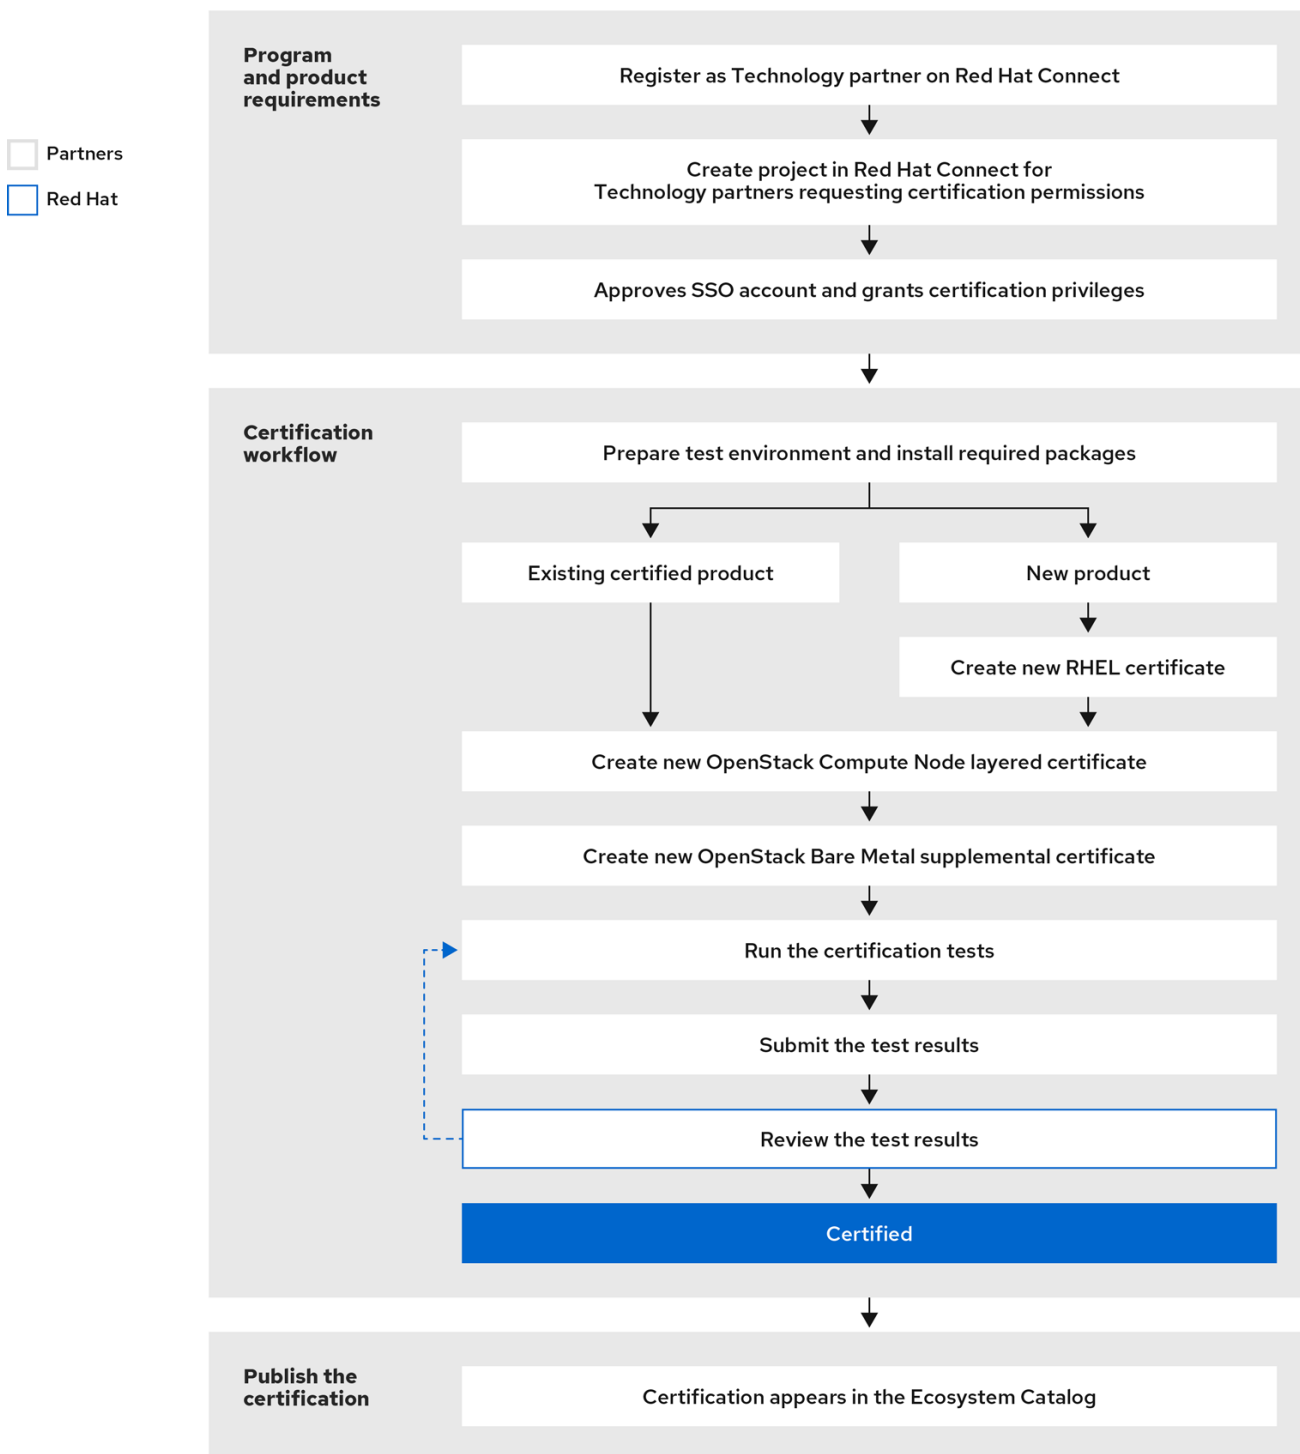 Partners
Red Hat
Program
and product
requirements
Register as Technology partner on Red Hat Connect
Create project in Red Hat Connect for
Technology partners requesting certification permissions
Approves SSO account and grants certification privileges
Certification
workflow
Prepare test environment and install required packages
Existing certified product
New product
Create new RHEL certificate
Create new OpenStack Compute Node layered certificate
Create new OpenStack Bare Metal supplemental certificate
Run the certification tests
Submit the test results
Review the test results
Certified
Publish the
certification
Certification appears in the Ecosystem Catalog